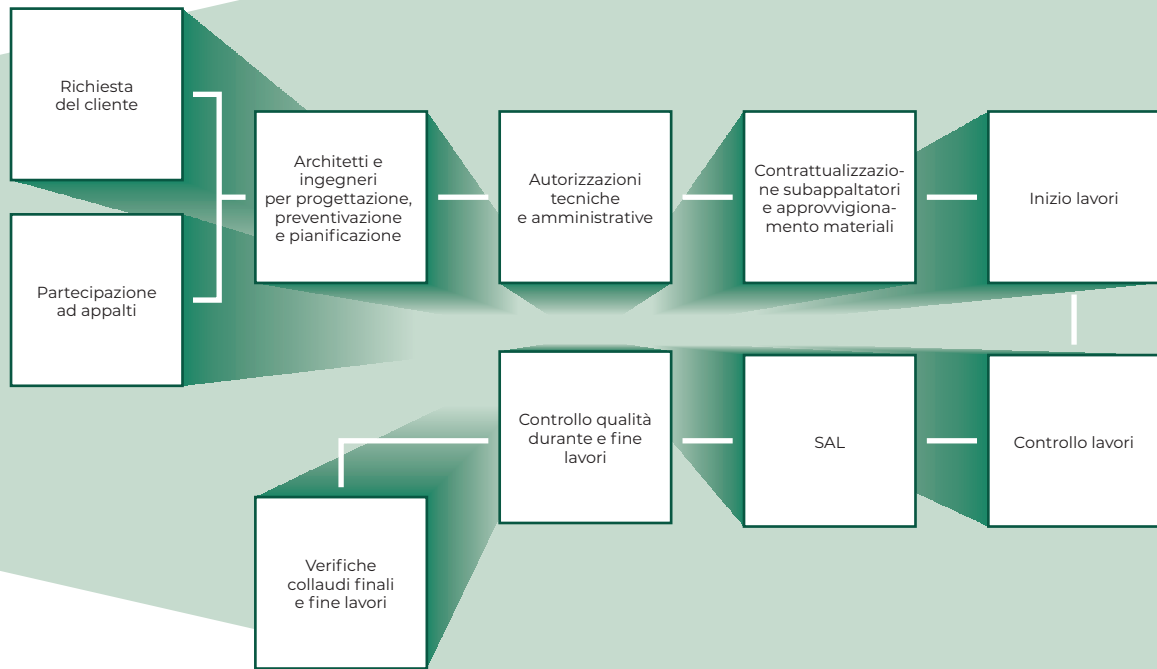 Richiesta
del cliente
Partecipazione
ad appalti
Architetti e
ingegneri
per progettazione,
preventivazione
e pianificazione
Autorizzazioni
tecniche
e amministrative
Contrattualizzazio-
ne subappaltatori
e approvvigiona-
mento materiali
Inizio lavori
Controllo lavori
SAL
Controllo qualità
durante e fine
lavori
Verifiche
collaudi finali
e fine lavori